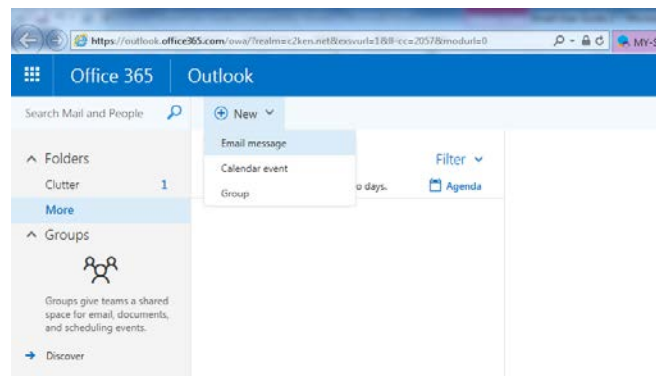 https://outlook.office365.com/owa/?realm=c2ken.net&exsvurl=1&ll-cc=2057&modurl=0
MY-S
Office 365 Outlook
Search Mail and People
New
Email message
Folders
Filter
Calendar event
Clutter 1
o days.
Agenda
Group
More
Groups
Groups give teams a shared
space for email, documents,
and scheduling events.
Discover